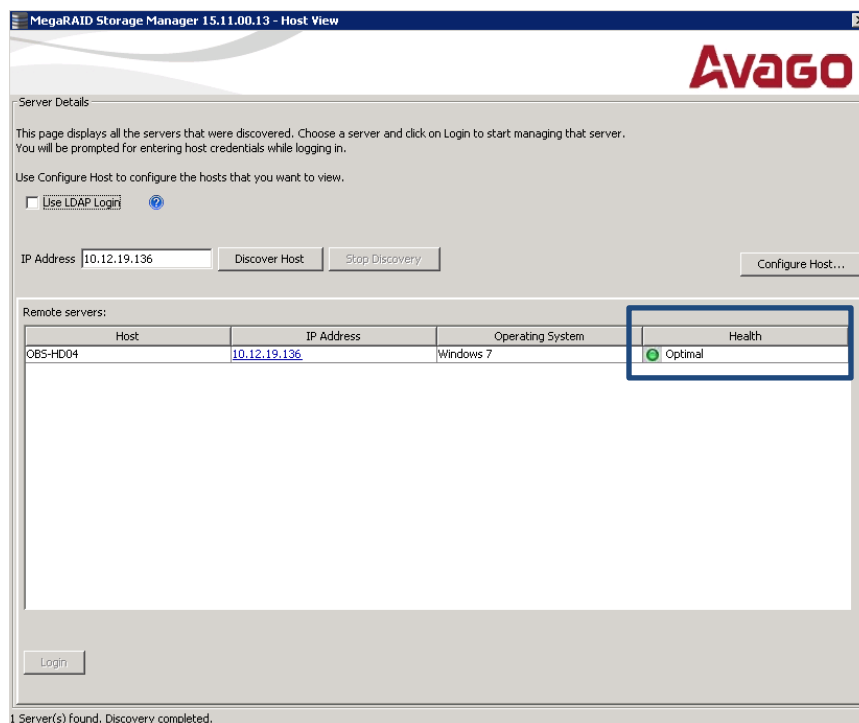 MegaRAID Storage Manager 15.11.00.13 - Host View
AVAGO
Server Details
This page displays all the servers that were discovered. Choose a server and click on Login to start managing that server.
You will be prompted for entering host credentials while logging in.
Use Configure Host to configure the hosts that you want to view.
Use LDAP Login
IP Address 10.12.19.136 Discover Host Stop Discovery
Configure Host...
Remote servers:
Host IP Address Operating System Health
OBS-HD04 10.12.19.136 Windows 7 Optimal
Login
1 Server(s) found. Discovery completed.